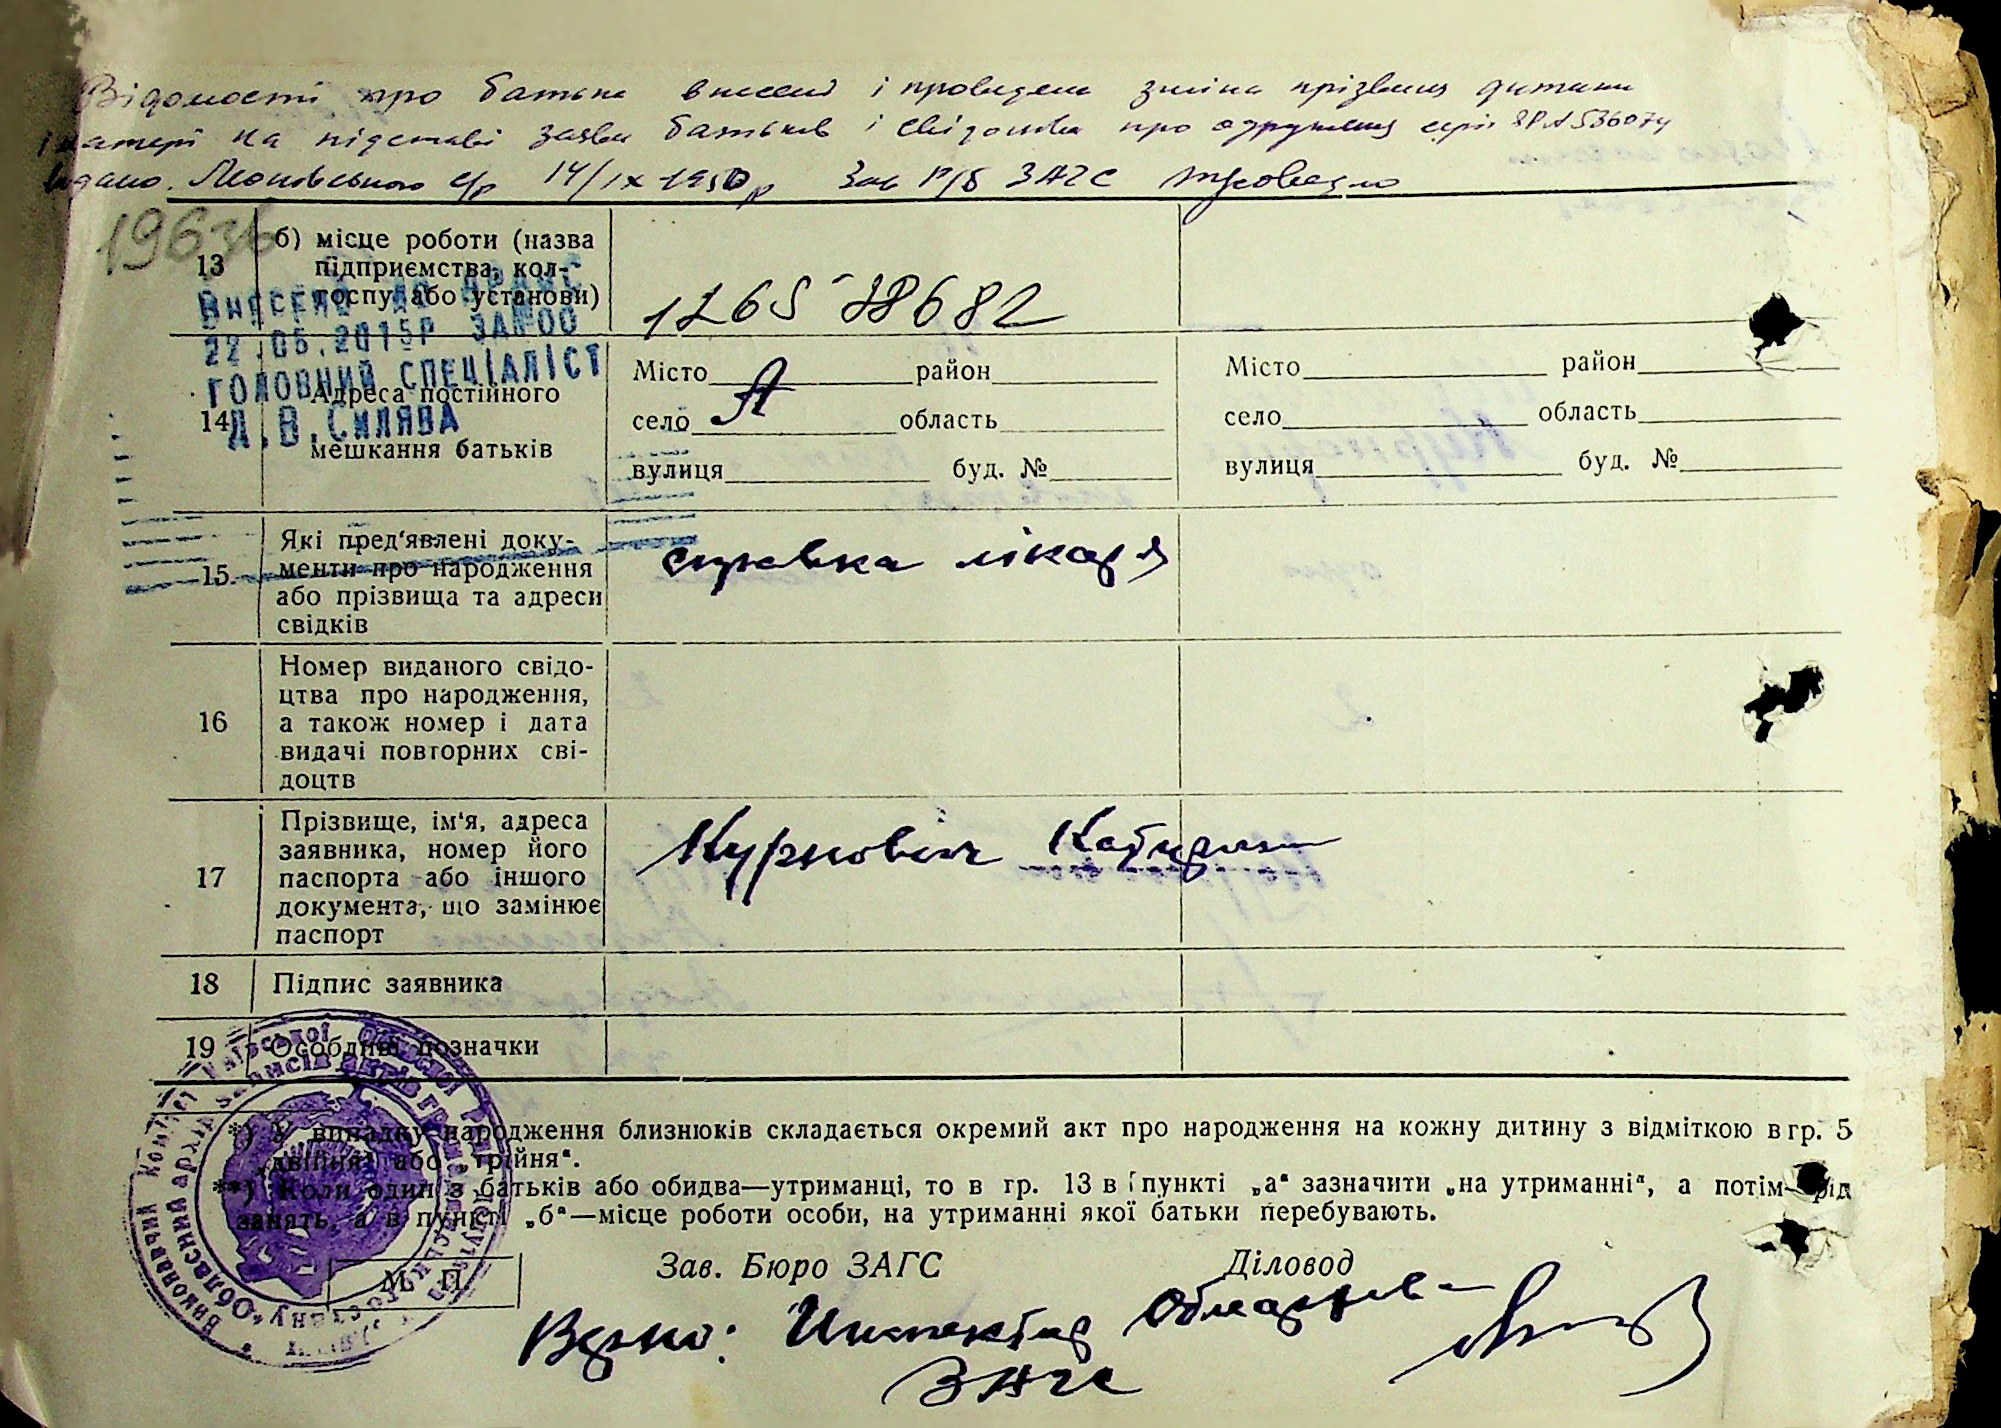 Відомості про батька внесені і проведена зміна прізвища дитини
і матері на підставі заяви батьків і свідоцтва про одруження серії
видано. 14/IX 1950 р Зав Р/б ЗАГС
1963
13 б) місце роботи (назва
підприємства, кол-
госпу або установи)
Внесено до
22.05.2015р ЗАГ№00
ГОЛОВНИЙ СПЕЦІАЛІСТ
Д.В.СИЛЯВА
14 Адреса постійного
мешкання батьків
Місто район
село область
вулиця буд. №
А
Місто район
село область
вулиця буд. №
15 Які пред'явлені доку-
менти про народження
або прізвища та адреси
свідків
справка лікаря
16 Номер виданого свідо-
цтва про народження,
а також номер і дата
видачі повторних сві-
доцтв
17 Прізвище, ім'я, адреса
заявника, номер його
паспорта або іншого
документа, що замінює
паспорт
Курновіч
18 Підпис заявника
19 Особливі позначки
*) У випадку народження близнюків складається окремий акт про народження на кожну дитину з відміткою в гр. 5
„двійня" або „трійня".
**) Коли один з батьків або обидва—утриманці, то в гр. 13 в пункті „а" зазначити „на утриманні", а потім—рід
занять, а в пункті „б"—місце роботи особи, на утриманні якої батьки перебувають.
Зав. Бюро ЗАГС Діловод
М. П.
Вірно: Инспектор
ЗАГС